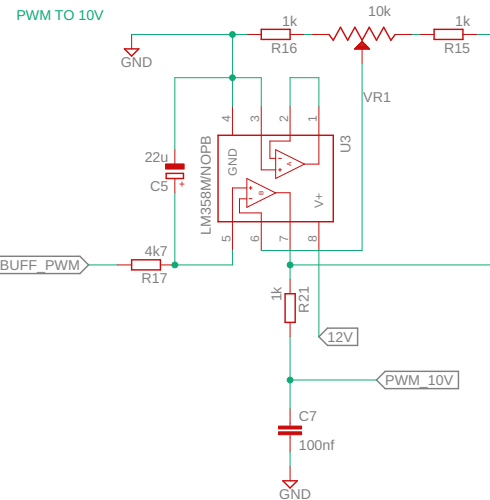 PWM TO 10V
1k
10k
1k
GND
R16
R15
VR1
4
3
2
1
22u
C5
+
LM358M/NOPB
GND
A
B
V+
U3
5
6
7
8
4k7
BUFF_PWM
R17
1k
R21
12V
PWM_10V
C7
100nf
GND